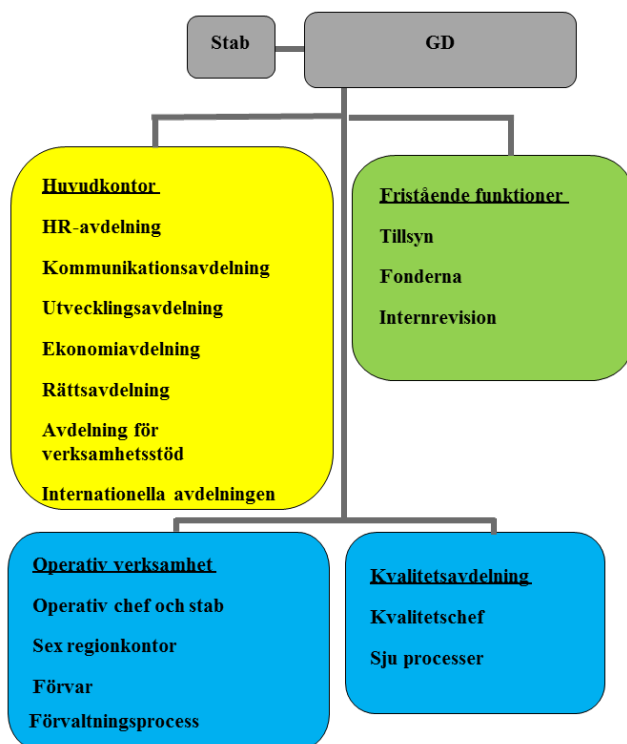 Stab
GD
Huvudkontor
HR-avdelning
Kommunikationsavdelning
Utvecklingsavdelning
Ekonomiavdelning
Rättsavdelning
Avdelning för
verksamhetsstöd
Internationella avdelningen
Fristående funktioner
Tillsyn
Fonderna
Internrevision
Operativ verksamhet
Operativ chef och stab
Sex regionkontor
Förvar
Förvaltningsprocess
Kvalitetsavdelning
Kvalitetschef
Sju processer